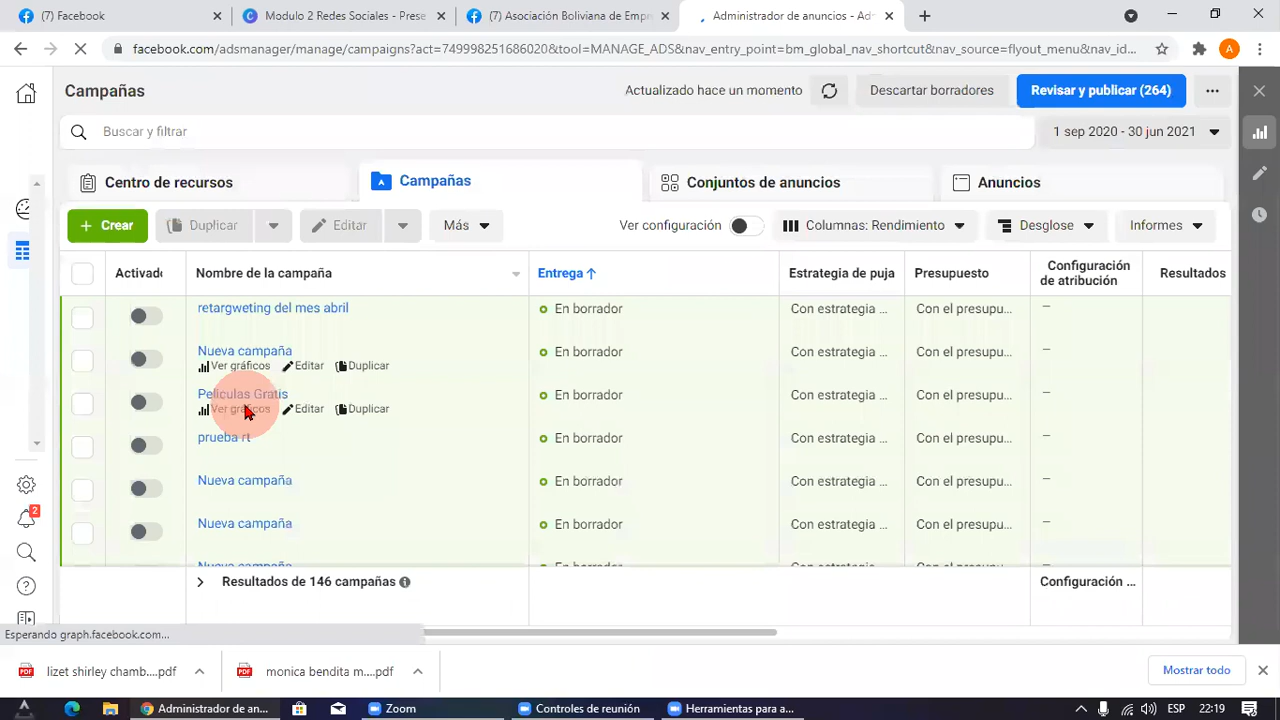 (7) Facebook
Modulo 2 Redes Sociales - Prese
(7) Asociación Boliviana de Empre
Administrador de anuncios - Ad
facebook.com/adsmanager/manage/campaigns?act=749998251686020&tool=MANAGE_ADS&nav_entry_point=bm_global_nav_shortcut&nav_source=flyout_menu&nav_id...
A
Campañas
Actualizado hace un momento
Descartar borradores
Revisar y publicar (264)
Buscar y filtrar
1 sep 2020 - 30 jun 2021
Centro de recursos
Campañas
Conjuntos de anuncios
Anuncios
+ Crear
Duplicar
Editar
Más
Ver configuración
Columnas: Rendimiento
Desglose
Informes
Activado
Nombre de la campaña
Entrega ↑
Estrategia de puja
Presupuesto
Configuración de atribución
Resultados
retargweting del mes abril
En borrador
Con estrategia ...
Con el presupu...
—
Nueva campaña
Ver gráficos
Editar
Duplicar
En borrador
Con estrategia ...
Con el presupu...
—
Películas Gratis
Ver gráficos
Editar
Duplicar
En borrador
Con estrategia ...
Con el presupu...
—
prueba rt
En borrador
Con estrategia ...
Con el presupu...
—
Nueva campaña
En borrador
Con estrategia ...
Con el presupu...
—
Nueva campaña
En borrador
Con estrategia ...
Con el presupu...
—
Resultados de 146 campañas
Configuración ...
2
Esperando graph.facebook.com...
lizet shirley chamb....pdf
monica bendita m....pdf
Mostrar todo
Administrador de an...
Zoom
Controles de reunión
Herramientas para a...
ESP
22:19